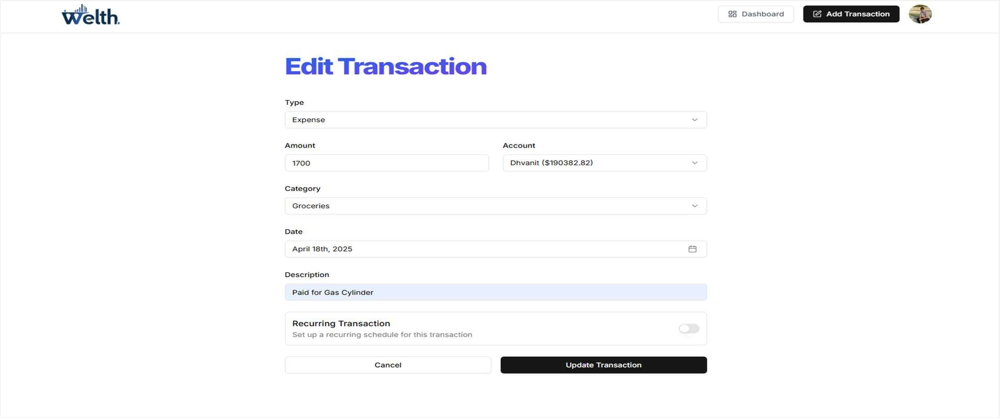 welth.
Dashboard
Add Transaction
Edit Transaction
Type
Expense
Amount
Account
1700
Dhvanit ($190382.82)
Category
Groceries
Date
April 18th, 2025
Description
Paid for Gas Cylinder
Recurring Transaction
Set up a recurring schedule for this transaction
Cancel
Update Transaction